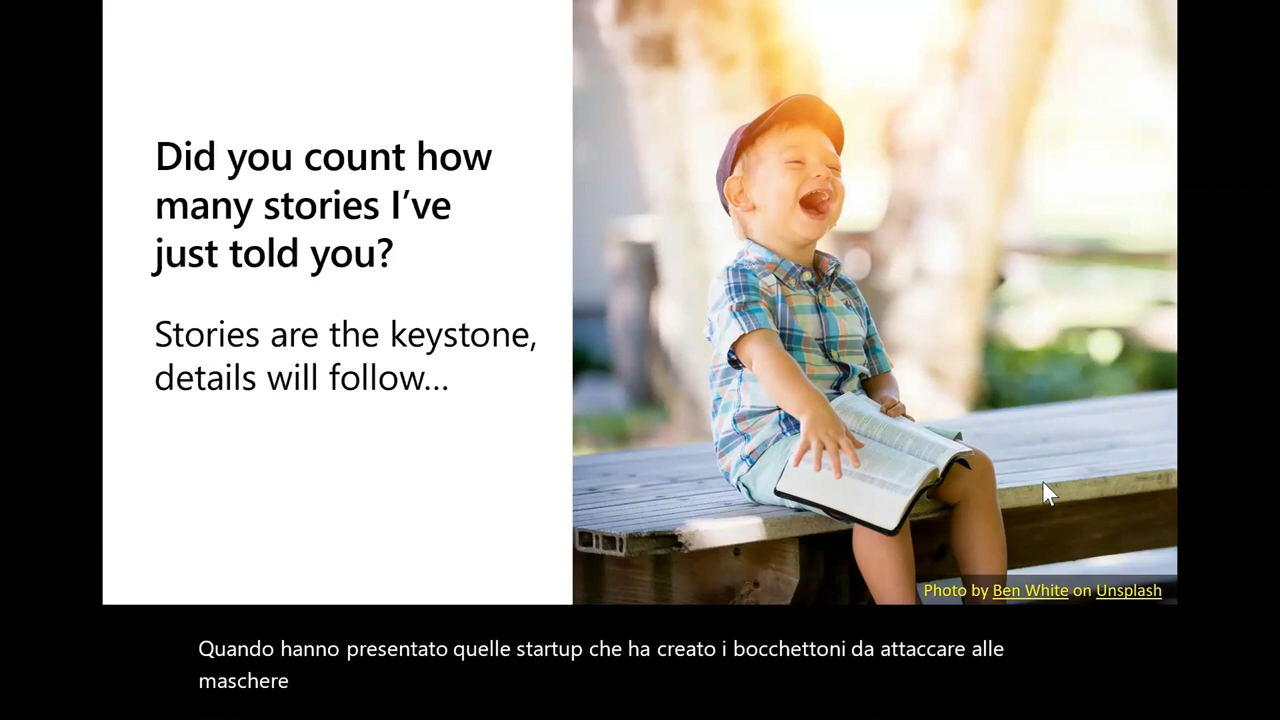 Did you count how
many stories I’ve
just told you?
Stories are the keystone,
details will follow...
Photo by Ben White on Unsplash
Quando hanno presentato quelle startup che ha creato i bocchettoni da attaccare alle
maschere